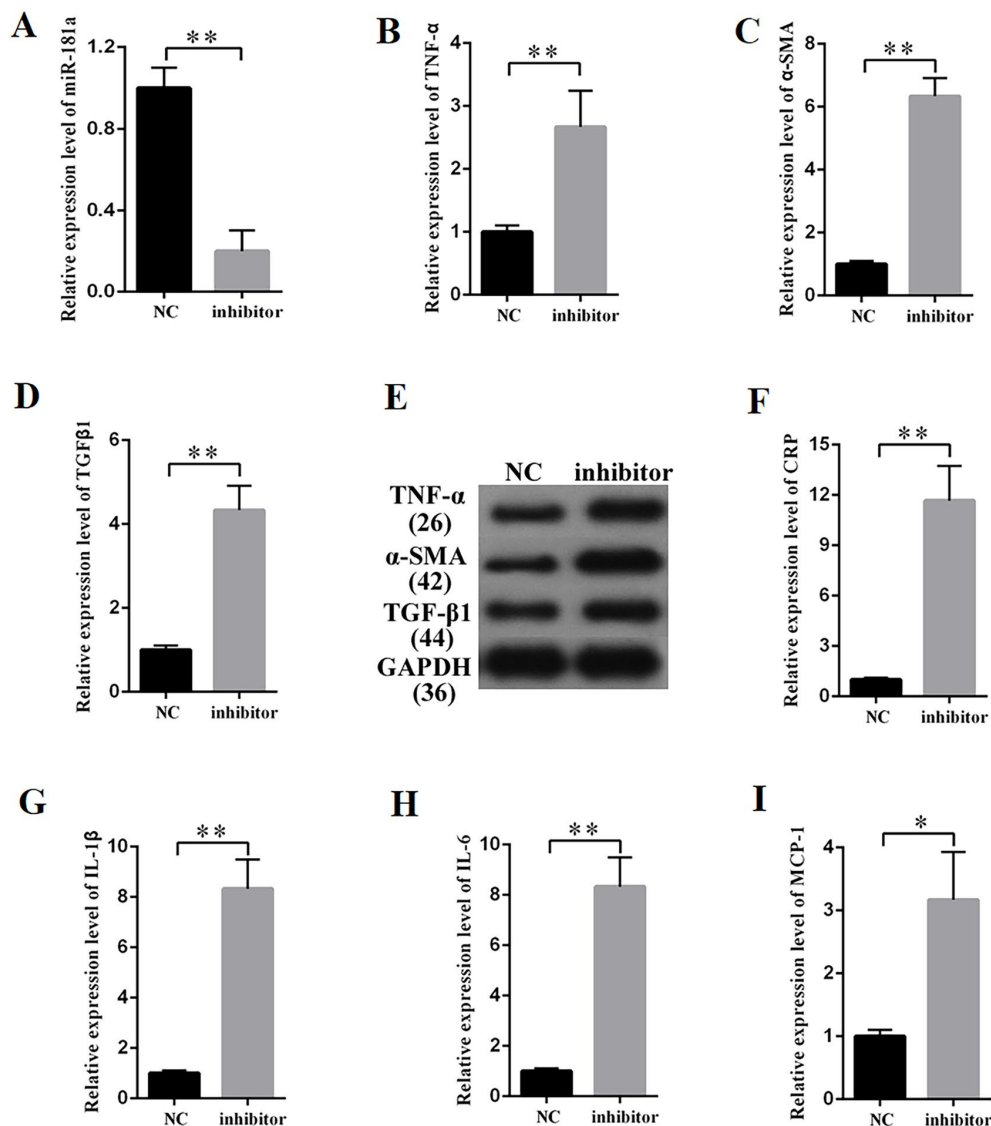 A
Relative expression level of miR-181a
1.2
0.8
0.4
0.0
**
NC inhibitor
B
Relative expression level of TNF-α
4
3
2
1
0
**
NC inhibitor
C
Relative expression level of α-SMA
8
6
4
2
0
**
NC inhibitor
D
Relative expression level of TGFβ1
6
4
2
0
**
NC inhibitor
E
NC inhibitor
TNF-α
(26)
α-SMA
(42)
TGF-β1
(44)
GAPDH
(36)
F
Relative expression level of CRP
15
12
9
6
3
0
**
NC inhibitor
G
Relative expression level of IL-1β
10
8
6
4
2
0
**
NC inhibitor
H
Relative expression level of IL-6
10
8
6
4
2
0
**
NC inhibitor
I
Relative expression level of MCP-1
4
3
2
1
0
*
NC inhibitor